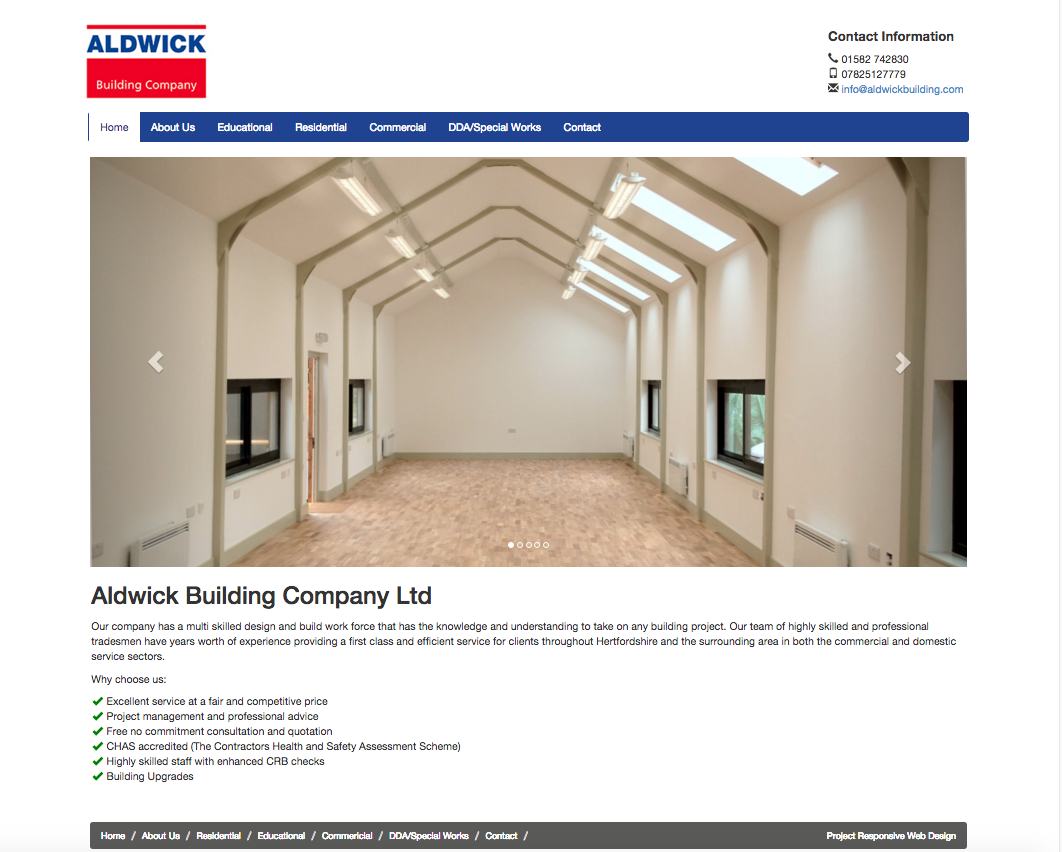 ALDWICK
Building Company
Contact Information
01582 742830
07825127779
info@aldwickbuilding.com
Home About Us Educational Residential Commercial DDA/Special Works Contact
Aldwick Building Company Ltd
Our company has a multi skilled design and build work force that has the knowledge and understanding to take on any building project. Our team of highly skilled and professional
tradesmen have years worth of experience providing a first class and efficient service for clients throughout Hertfordshire and the surrounding area in both the commercial and domestic
service sectors.
Why choose us:
Excellent service at a fair and competitive price
Project management and professional advice
Free no commitment consultation and quotation
CHAS accredited (The Contractors Health and Safety Assessment Scheme)
Highly skilled staff with enhanced CRB checks
Building Upgrades
Home / About Us / Residential / Educational / Commericial / DDA/Special Works / Contact / Project Responsive Web Design